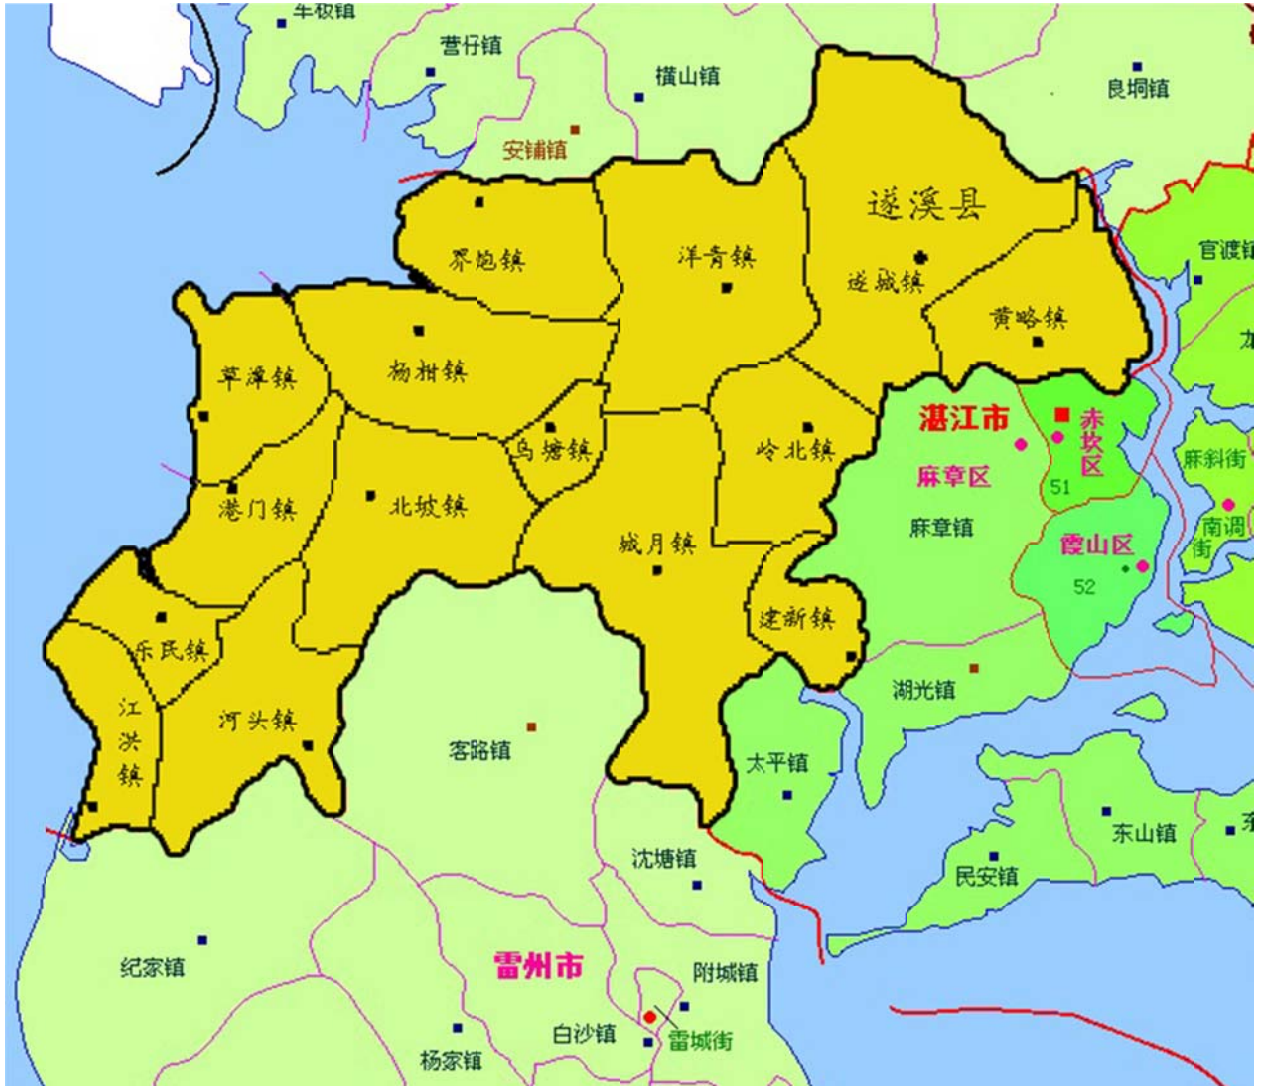 车板镇
营仔镇
横山镇
良垌镇
安铺镇
遂溪县
官渡镇
界炮镇
洋青镇
遂城镇
黄略镇
草潭镇
杨柑镇
湛江市
赤坎区
乌塘镇
岭北镇
麻斜街
麻章区
51
港门镇
北坡镇
麻章镇
南调街
城月镇
霞山区
52
建新镇
乐民镇
湖光镇
江洪镇
河头镇
客路镇
太平镇
东山镇
沈塘镇
民安镇
纪家镇
雷州市
附城镇
白沙镇
雷城街
杨家镇